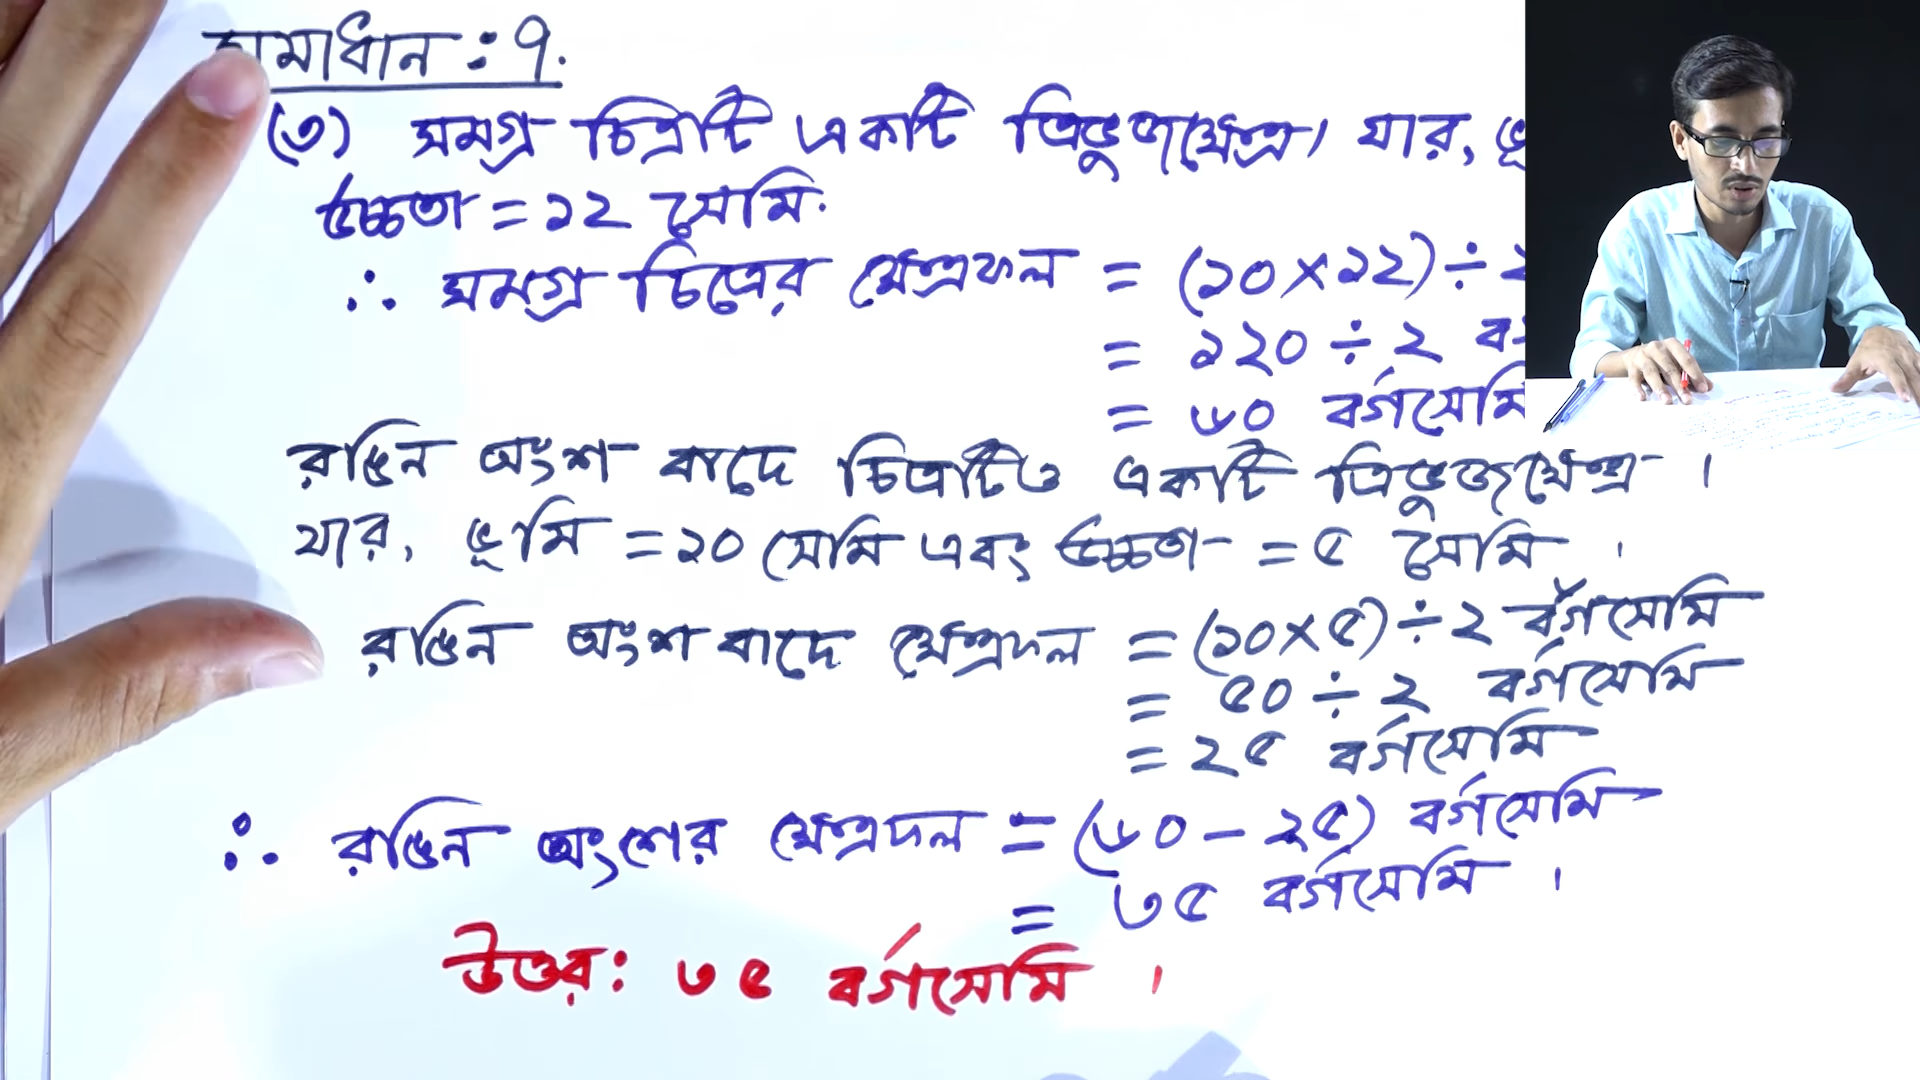 সমাধান : ৭.
(৩) সমগ্র চিত্রটি একটি ত্রিভুজক্ষেত্র। যার, ভূ
উচ্চতা = ১২ সেমি.
∴ সমগ্র চিত্রের ক্ষেত্রফল = (১০×১২)÷২
= ১২০ ÷ ২
= ৬০ বর্গসেমি
রঙিন অংশ বাদে চিত্রটিও একটি ত্রিভুজক্ষেত্র।
যার, ভূমি = ১০ সেমি এবং উচ্চতা = ৫ সেমি।
রঙিন অংশ বাদে ক্ষেত্রফল = (১০×৫)÷২ বর্গসেমি
= ৫০ ÷ ২ বর্গসেমি
= ২৫ বর্গসেমি
∴ রঙিন অংশের ক্ষেত্রফল = (৬০ – ২৫) বর্গসেমি
= ৩৫ বর্গসেমি।
উত্তর: ৩৫ বর্গসেমি।